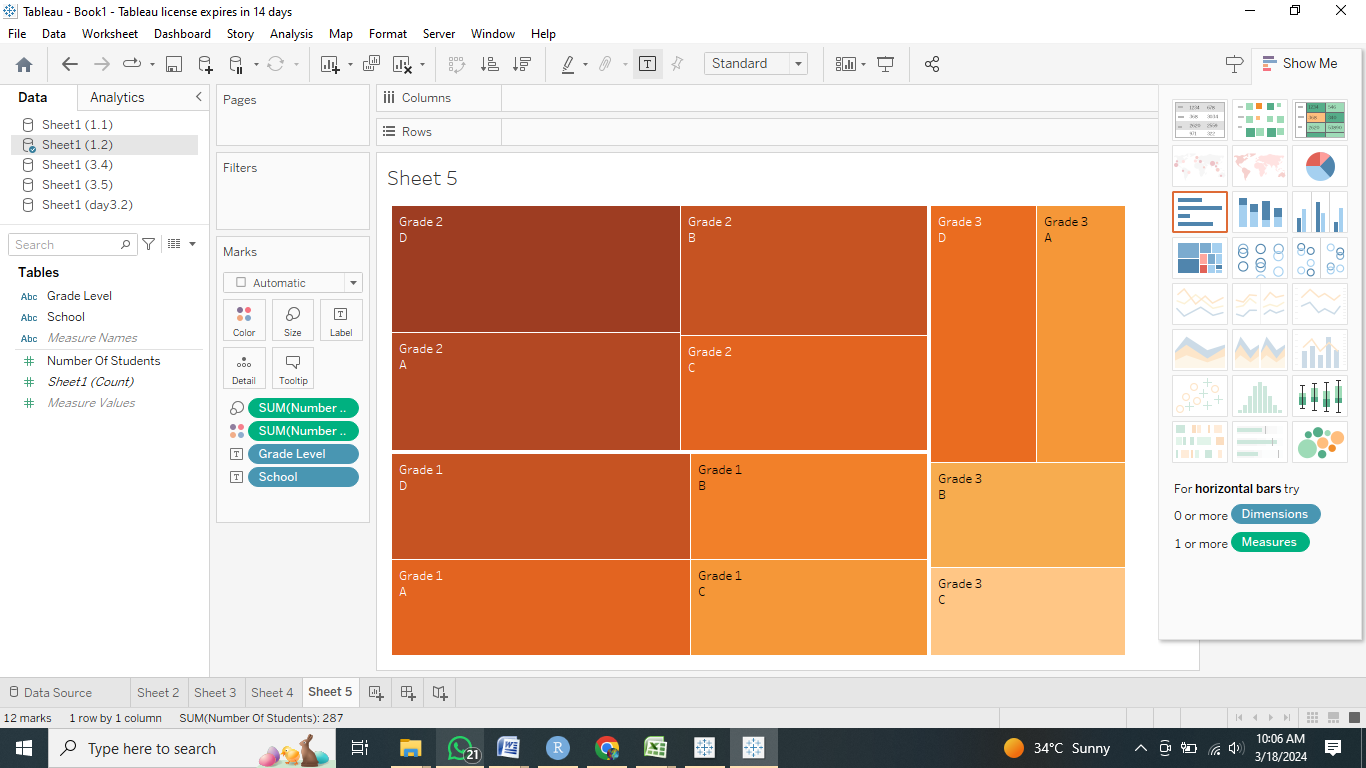 Tableau - Book1 - Tableau license expires in 14 days
File Data Worksheet Dashboard Story Analysis Map Format Server Window Help
Standard
Show Me
Data Analytics
Sheet1 (1.1)
Sheet1 (1.2)
Sheet1 (3.4)
Sheet1 (3.5)
Sheet1 (day3.2)
Search
Tables
Abc Grade Level
Abc School
Abc Measure Names
# Number Of Students
# Sheet1 (Count)
# Measure Values
Pages
Filters
Marks
Automatic
Color Size Label
Detail Tooltip
SUM(Number ..
SUM(Number ..
Grade Level
School
Columns
Rows
Sheet 5
Grade 2
D
Grade 2
B
Grade 3
D
Grade 3
A
Grade 2
A
Grade 2
C
Grade 1
D
Grade 1
B
Grade 3
B
Grade 1
A
Grade 1
C
Grade 3
C
For horizontal bars try
0 or more Dimensions
1 or more Measures
Data Source Sheet 2 Sheet 3 Sheet 4 Sheet 5
12 marks 1 row by 1 column SUM(Number Of Students): 287
Type here to search
21
34°C Sunny
10:06 AM
3/18/2024